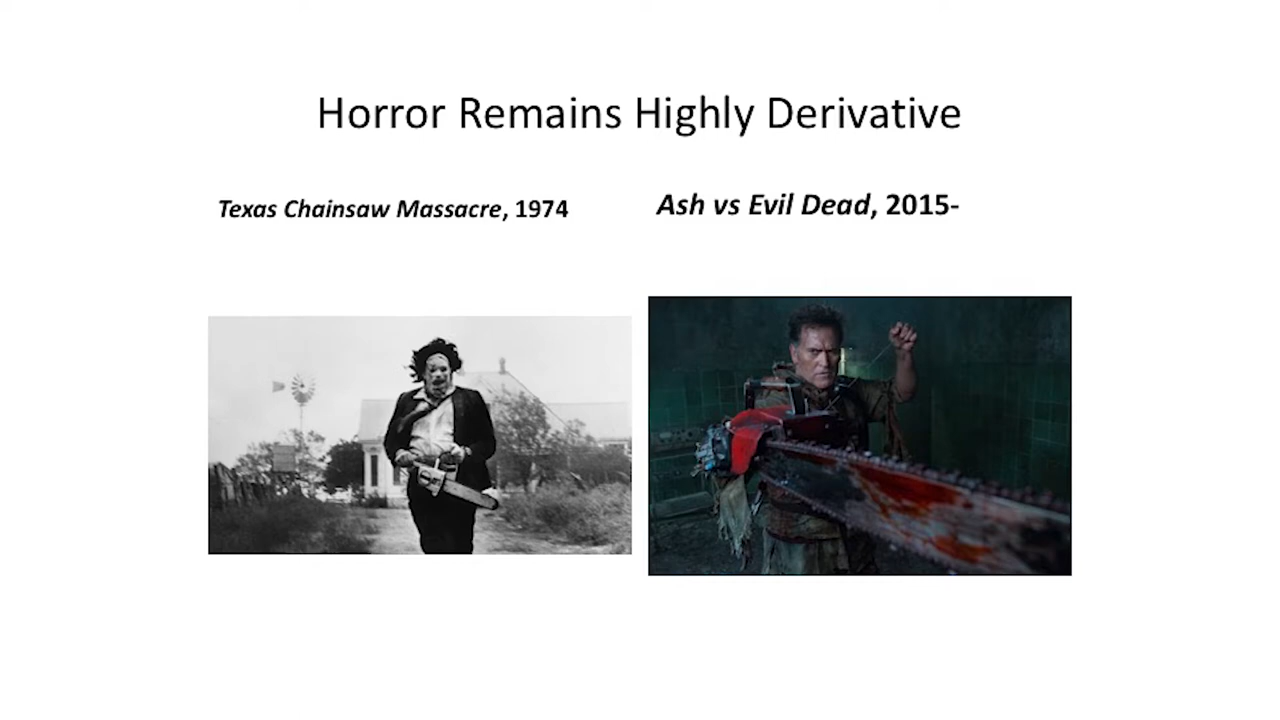 Horror Remains Highly Derivative
Texas Chainsaw Massacre, 1974
Ash vs Evil Dead, 2015-